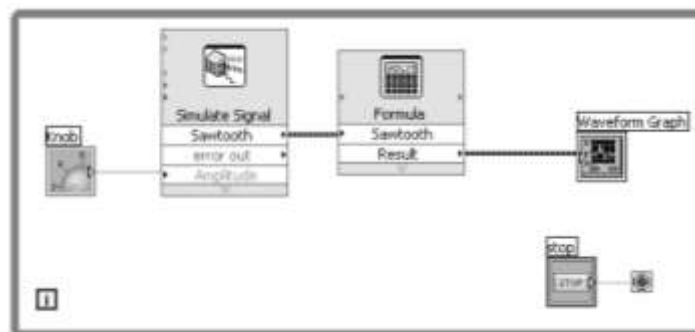 Simulate Signal
Sawtooth
error out
Amplitude
Knob
Formula
Sawtooth
Result
Waveform Graph
stop
STOP
i